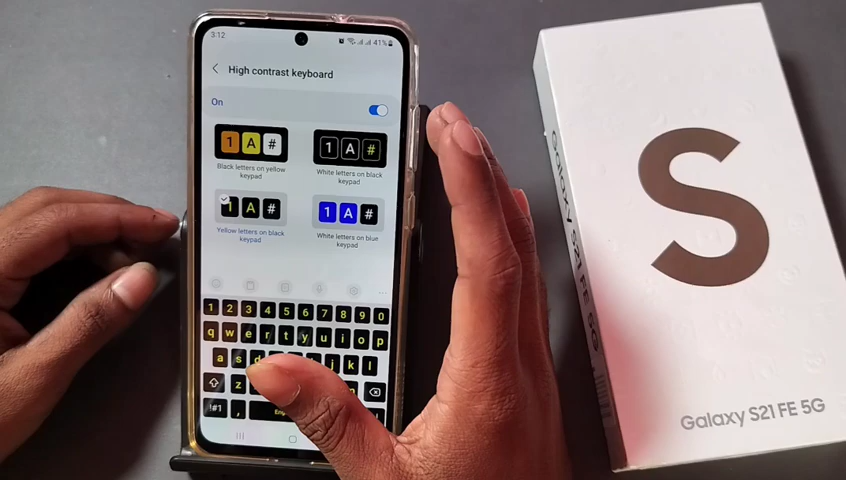 3:12
41%
High contrast keyboard
On
1 A #
Black letters on yellow
keypad
1 A #
White letters on black
keypad
1 A #
Yellow letters on black
keypad
1 A #
White letters on blue
keypad
1 2 3 4 5 6 7 8 9 0
q w e r t y u i o p
a s d j k l
z n
!#1 , Eng
S
Galaxy S21 FE 5G
Galaxy S21 FE 5G